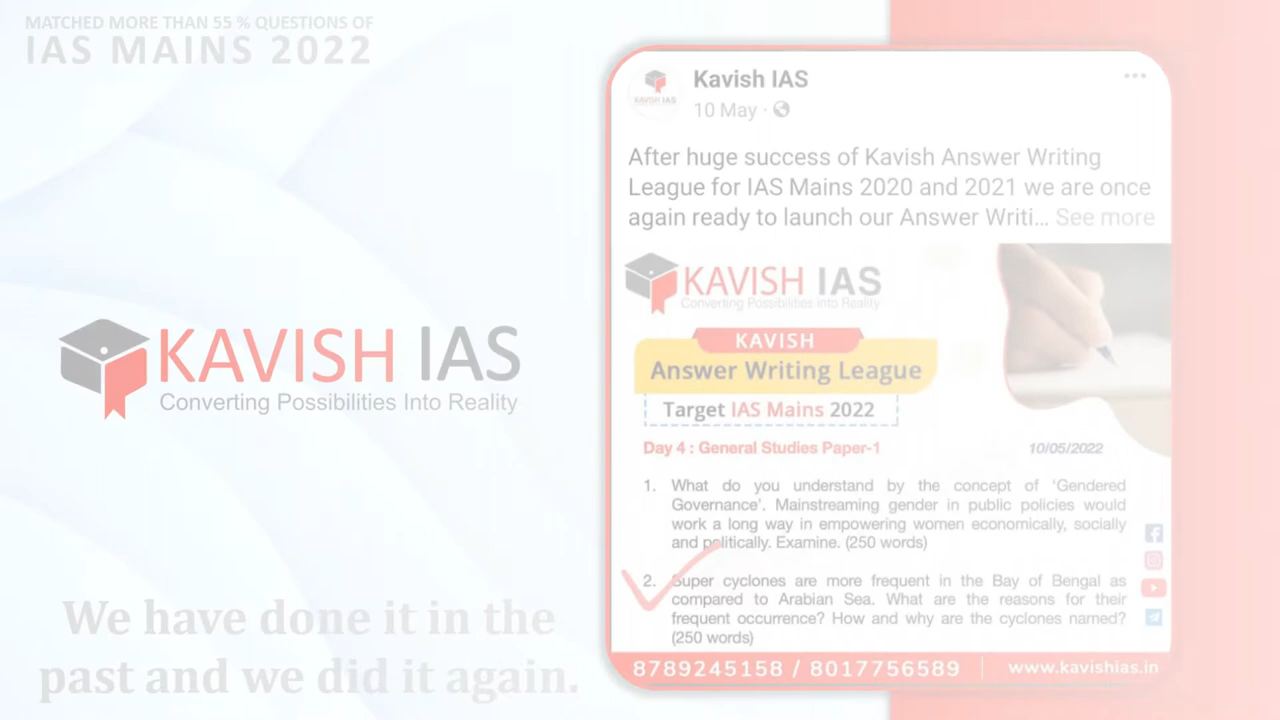 MATCHED MORE THAN 55 % QUESTIONS OF
IAS MAINS 2022
KAVISH IAS
Converting Possibilities Into Reality
We have done it in the
past and we did it again.
Kavish IAS
KAVISH IAS
10 May ·
After huge success of Kavish Answer Writing
League for IAS Mains 2020 and 2021 we are once
again ready to launch our Answer Writi... See more
KAVISH IAS
Converting Possibilities Into Reality
KAVISH
Answer Writing League
Target IAS Mains 2022
Day 4 : General Studies Paper-1
10/05/2022
1. What do you understand by the concept of 'Gendered
Governance'. Mainstreaming gender in public policies would
work a long way in empowering women economically, socially
and politically. Examine. (250 words)
2. Super cyclones are more frequent in the Bay of Bengal as
compared to Arabian Sea. What are the reasons for their
frequent occurrence? How and why are the cyclones named?
(250 words)
8789245158 / 8017756589
www.kavishias.in